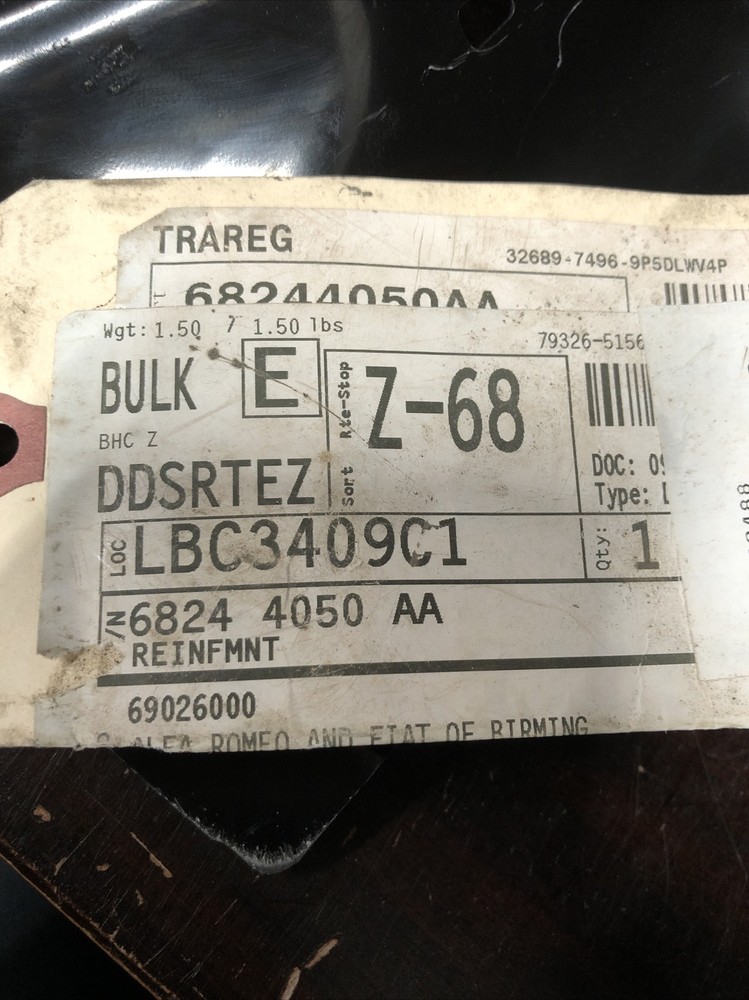 TRAREG
32689-7496-9P5DLWV4P
68244050AA
Wgt: 1.50 / 1.50 lbs
79326-5156
BULK E
Rte-Stop
Z-68
BHC Z
DDSRTEZ
Sort
DOC: 09
Type:
LOC
LBC3409C1
Qty:
1
/N
6824 4050 AA
REINFMNT
69026000
ALFA ROMEO AND FIAT OF BIRMING